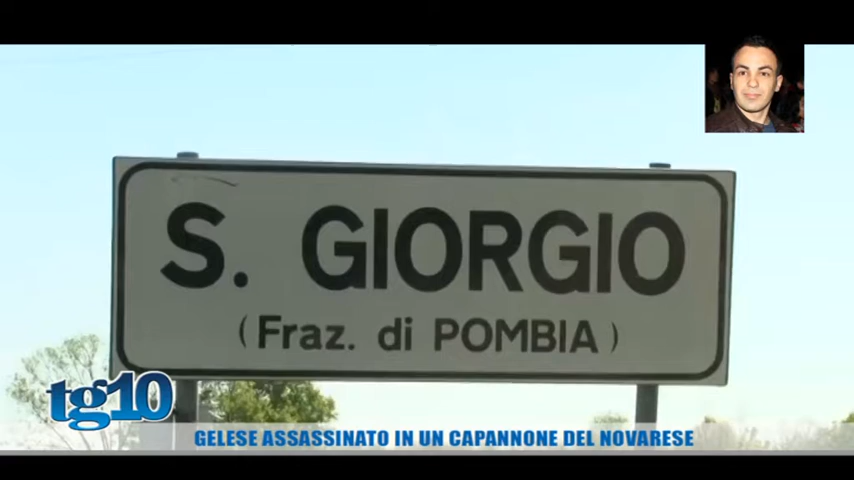 S. GIORGIO
(Fraz. di POMBIA)
tg10
GELESE ASSASSINATO IN UN CAPANNONE DEL NOVARESE